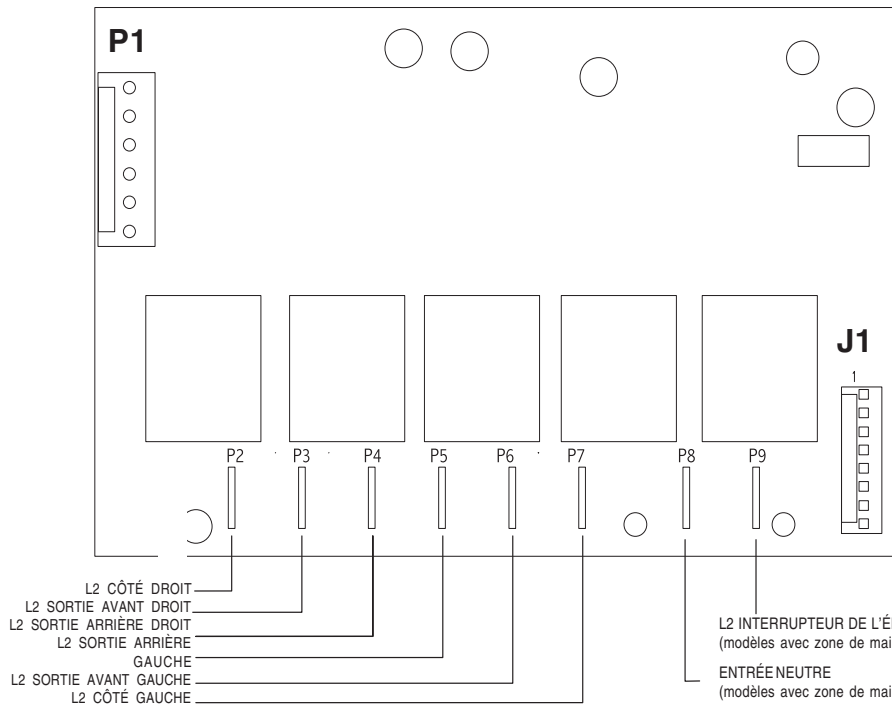 P1
J1
1
P2 P3 P4 P5 P6 P7 P8 P9
L2 CÔTÉ DROIT
L2 SORTIE AVANT DROIT
L2 SORTIE ARRIÈRE DROIT
L2 SORTIE ARRIÈRE
GAUCHE
L2 SORTIE AVANT GAUCHE
L2 CÔTÉ GAUCHE
L2 INTERRUPTEUR DE
(modèles avec zone de
ENTRÉE NEUTRE
(modèles avec zone de